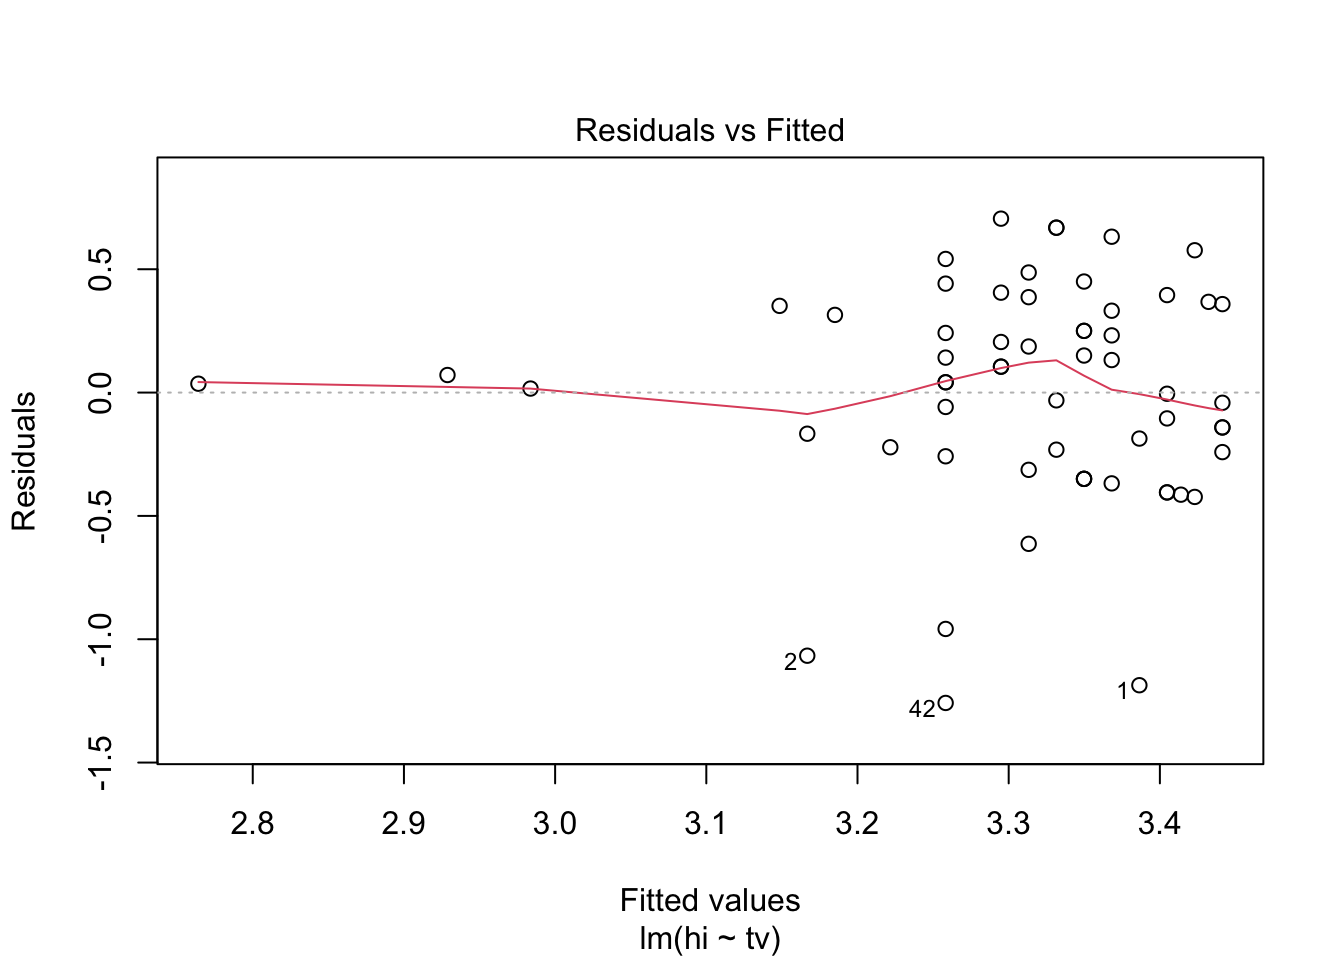 Residuals vs Fitted
Residuals
0.5
0.0
-0.5
-1.0
-1.5
2
42
1
2.8 2.9 3.0 3.1 3.2 3.3 3.4
Fitted values
lm(hi ~ tv)